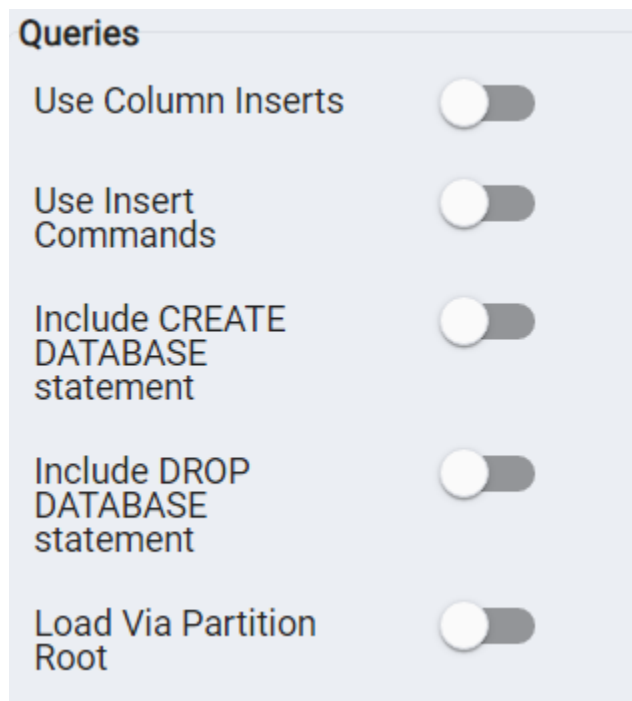 Queries
Use Column Inserts
Use Insert
Commands
Include CREATE
DATABASE
statement
Include DROP
DATABASE
statement
Load Via Partition
Root